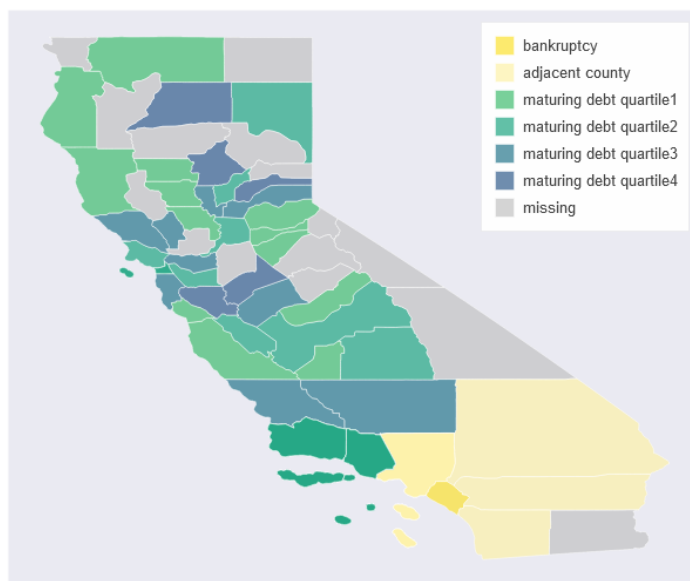 bankruptcy
adjacent county
maturing debt quartile1
maturing debt quartile2
maturing debt quartile3
maturing debt quartile4
missing